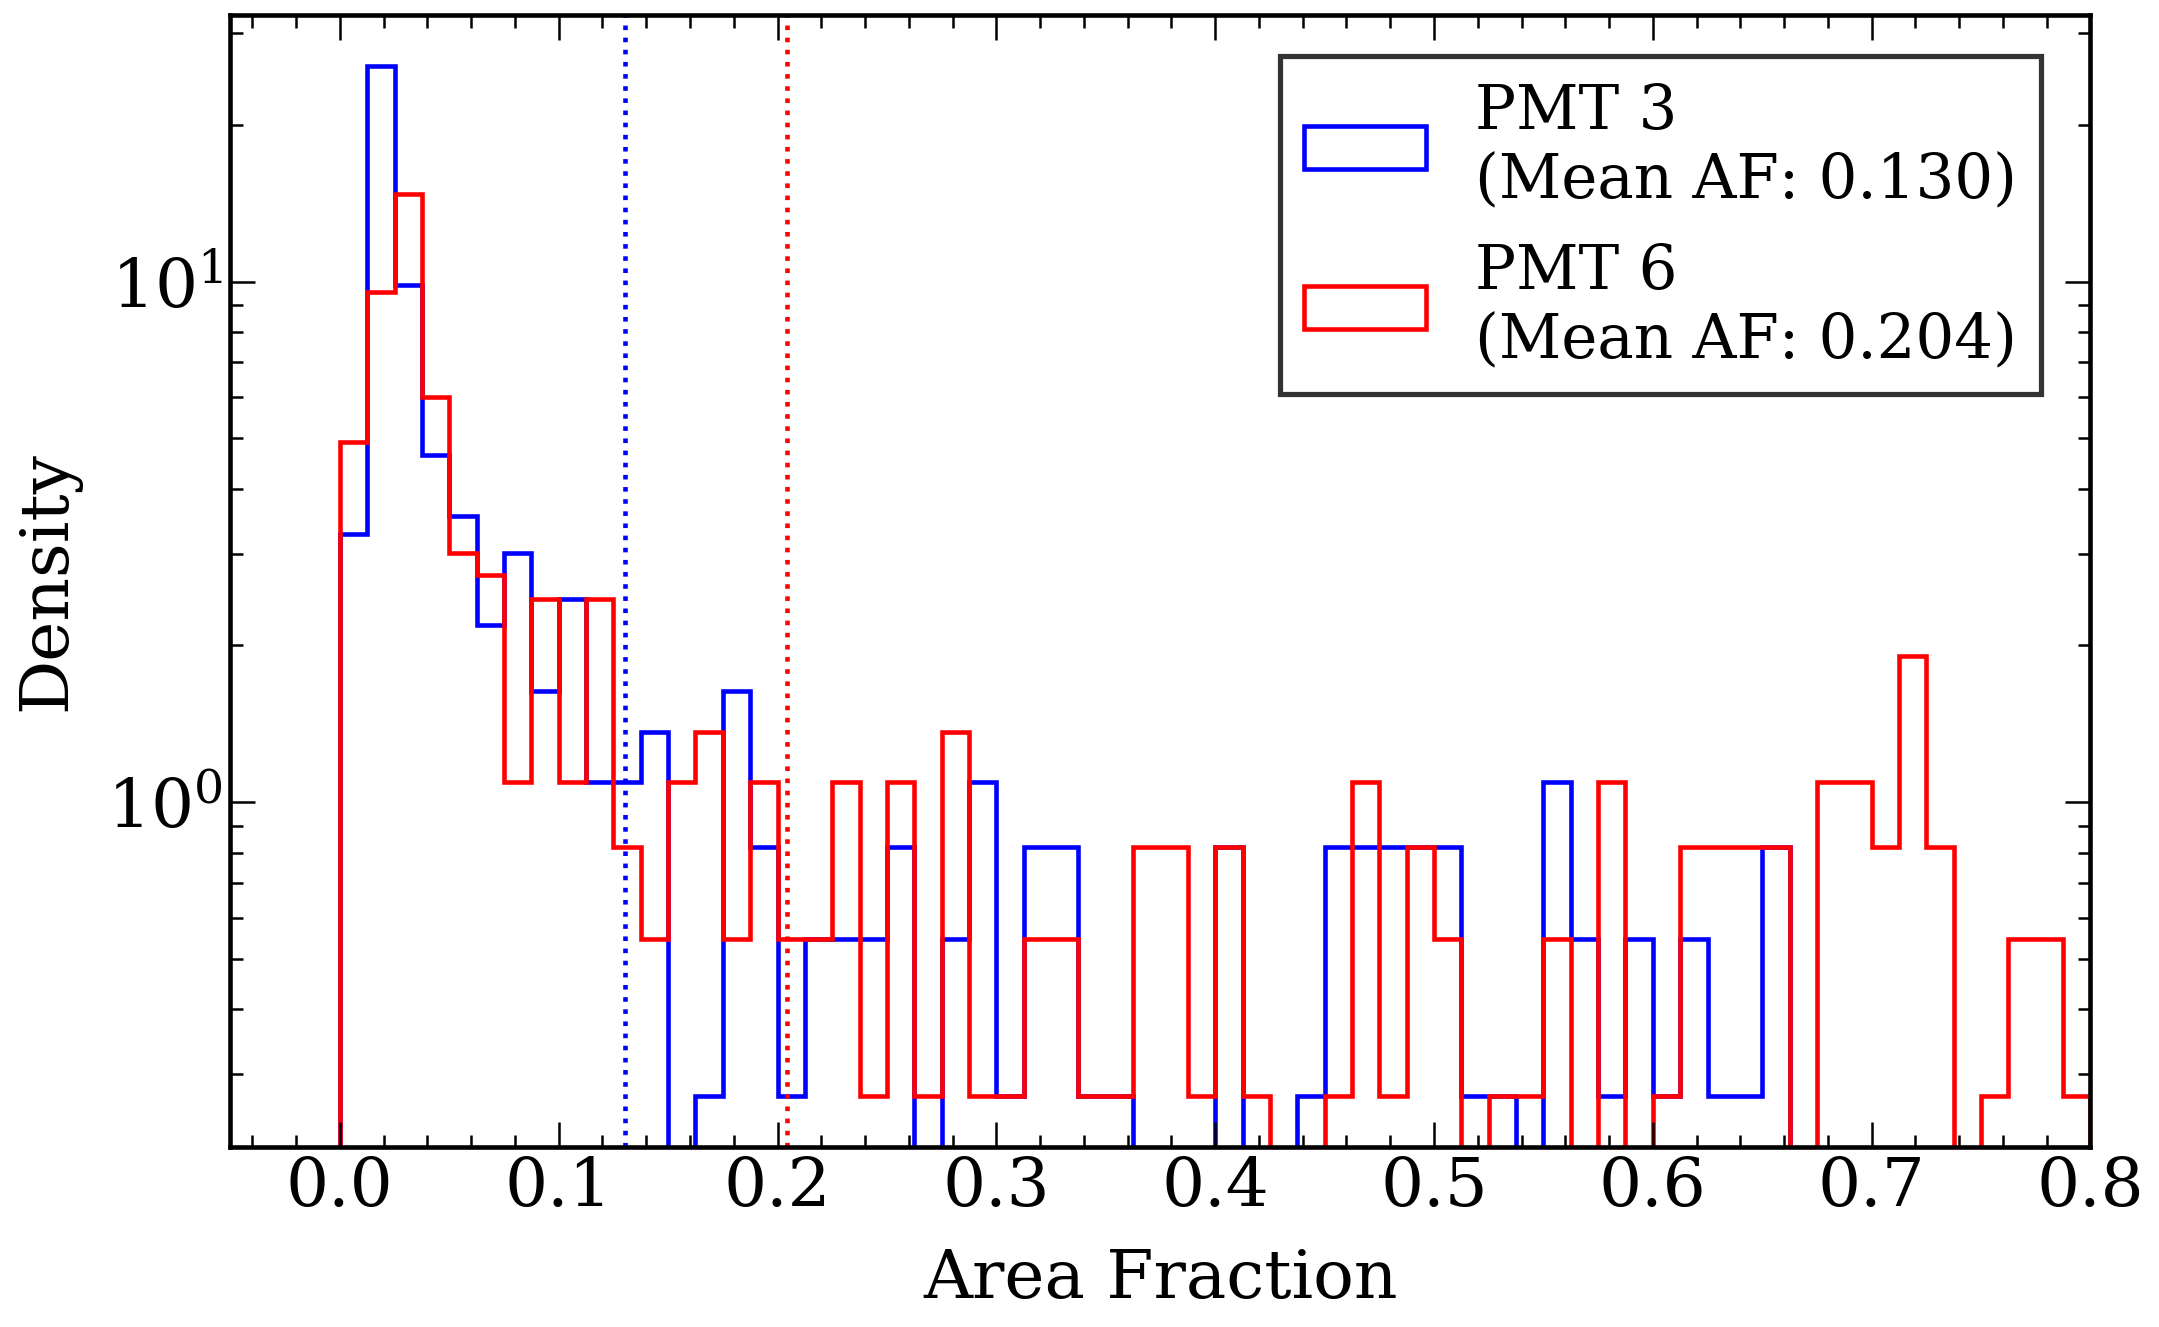 PMT 3
(Mean AF: 0.130)
PMT 6
(Mean AF: 0.204)
10¹
10⁰
Density
0.0 0.1 0.2 0.3 0.4 0.5 0.6 0.7 0.8
Area Fraction